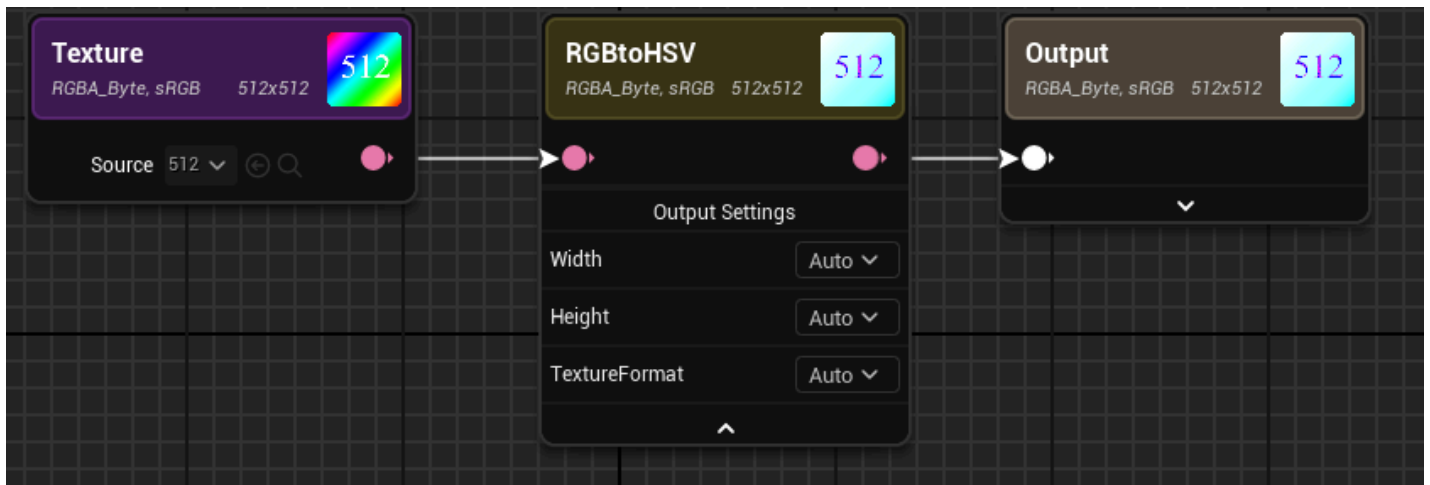 Texture
RGBA_Byte, sRGB 512x512
512
Source 512
RGBtoHSV
RGBA_Byte, sRGB 512x512
512
Output Settings
Width Auto
Height Auto
TextureFormat Auto
Output
RGBA_Byte, sRGB 512x512
512